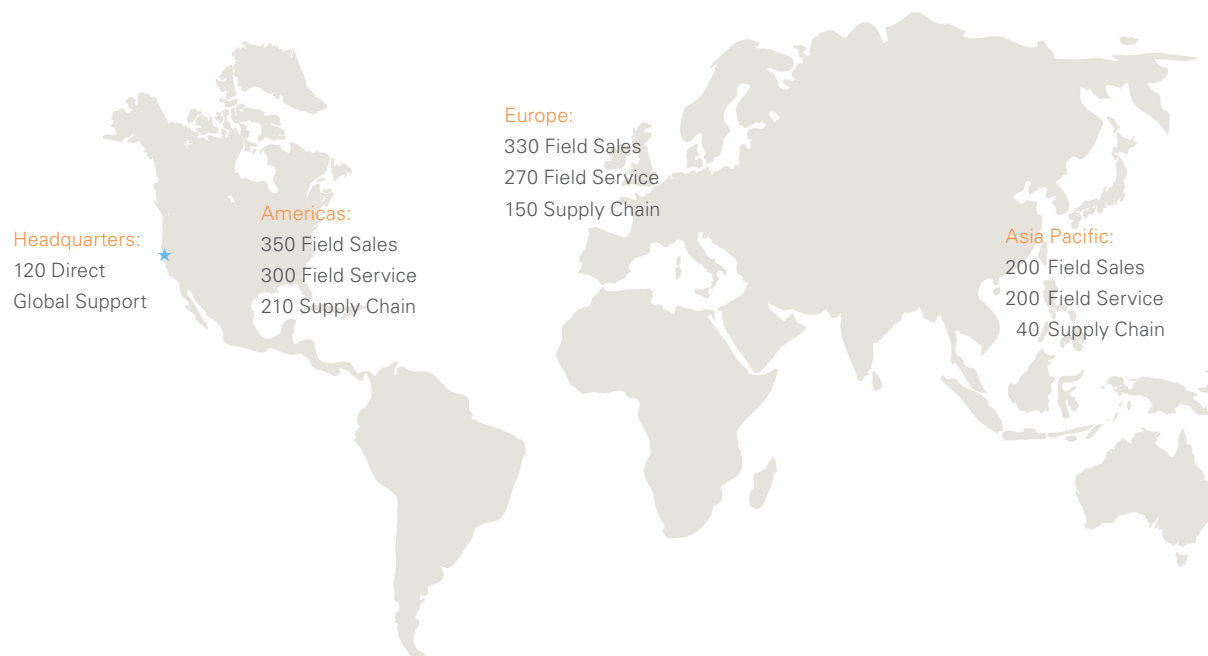 Headquarters:
120 Direct
Global Support
Americas:
350 Field Sales
300 Field Service
210 Supply Chain
Europe:
330 Field Sales
270 Field Service
150 Supply Chain
Asia Pacific:
200 Field Sales
200 Field Service
40 Supply Chain